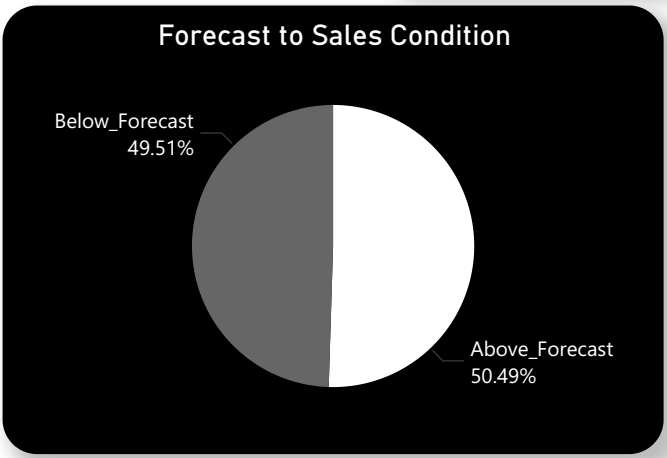 Forecast to Sales Condition
Below_Forecast
49.51%
Above_Forecast
50.49%